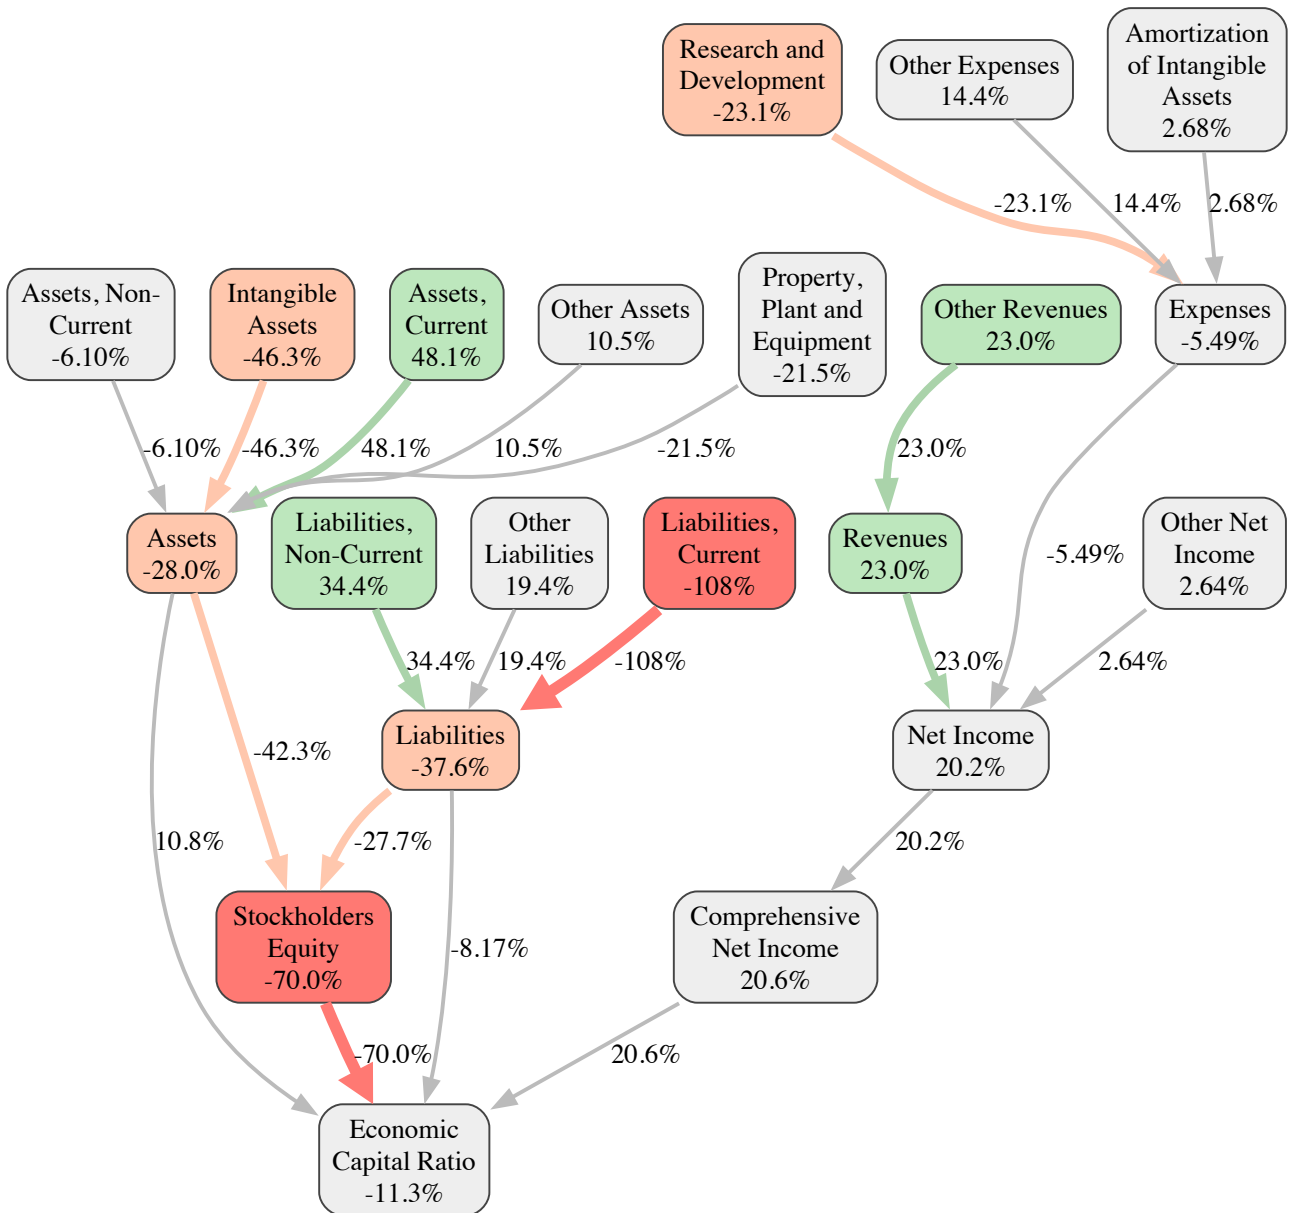 Research and
Development
-23.1%
Other Expenses
14.4%
Amortization
of Intangible
Assets
2.68%
-23.1%
14.4%
2.68%
Assets, Non-
Current
-6.10%
Intangible
Assets
-46.3%
Assets,
Current
48.1%
Other Assets
10.5%
Property,
Plant and
Equipment
-21.5%
Other Revenues
23.0%
Expenses
-5.49%
-6.10%
-46.3%
48.1%
10.5%
-21.5%
23.0%
Assets
-28.0%
Liabilities,
Non-Current
34.4%
Other
Liabilities
19.4%
Liabilities,
Current
-108%
Revenues
23.0%
-5.49%
Other Net
Income
2.64%
34.4%
19.4%
-108%
23.0%
2.64%
-42.3%
Liabilities
-37.6%
Net Income
20.2%
10.8%
-27.7%
20.2%
Stockholders
Equity
-70.0%
-8.17%
Comprehensive
Net Income
20.6%
-70.0%
20.6%
Economic
Capital Ratio
-11.3%